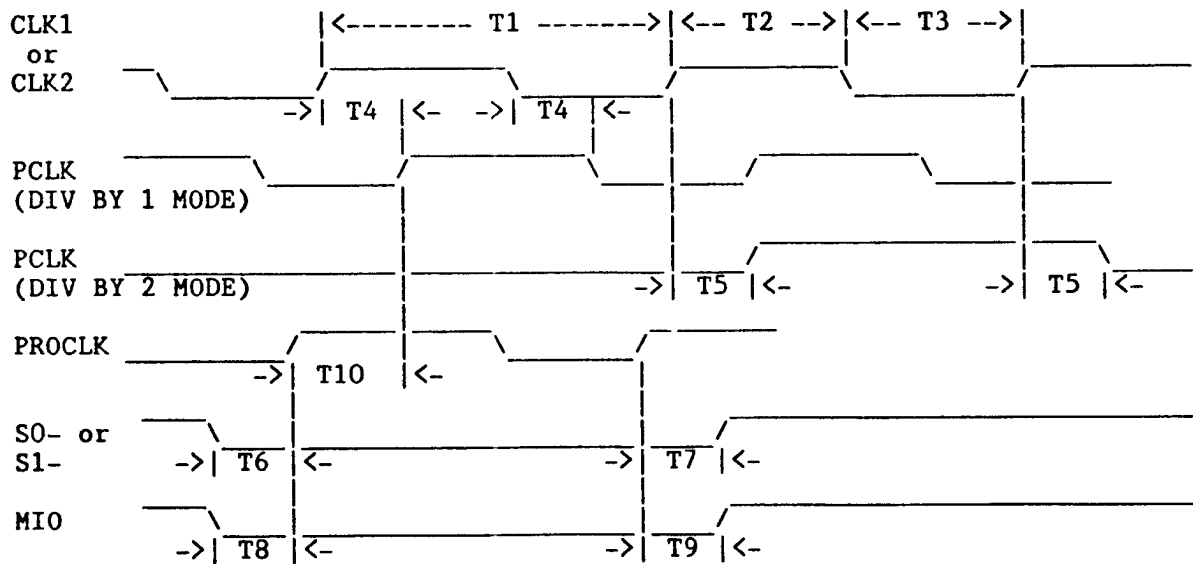 CLK1
or
CLK2
|<-------- T1 -------->|<-- T2 -->|<-- T3 -->|
->| T4 |<- ->| T4 |<-
PCLK
(DIV BY 1 MODE)
PCLK
(DIV BY 2 MODE)
->| T5 |<- ->| T5 |<-
PROCLK
->| T10 |<-
S0- or
S1-
->| T6 |<- ->| T7 |<-
MIO
->| T8 |<- ->| T9 |<-